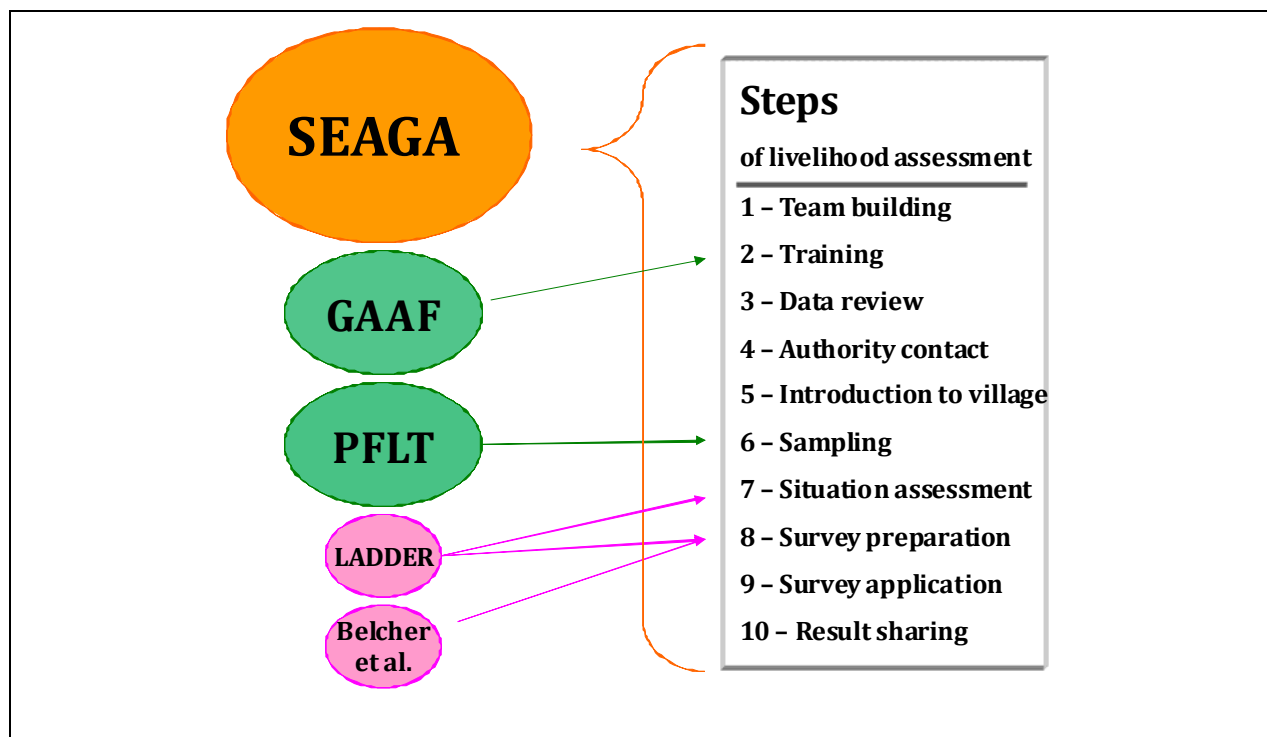 SEAGA
GAAF
PFLT
LADDER
Belcher
et al.
Steps
of livelihood assessment
1 – Team building
2 – Training
3 – Data review
4 – Authority contact
5 – Introduction to village
6 – Sampling
7 – Situation assessment
8 – Survey preparation
9 – Survey application
10 – Result sharing